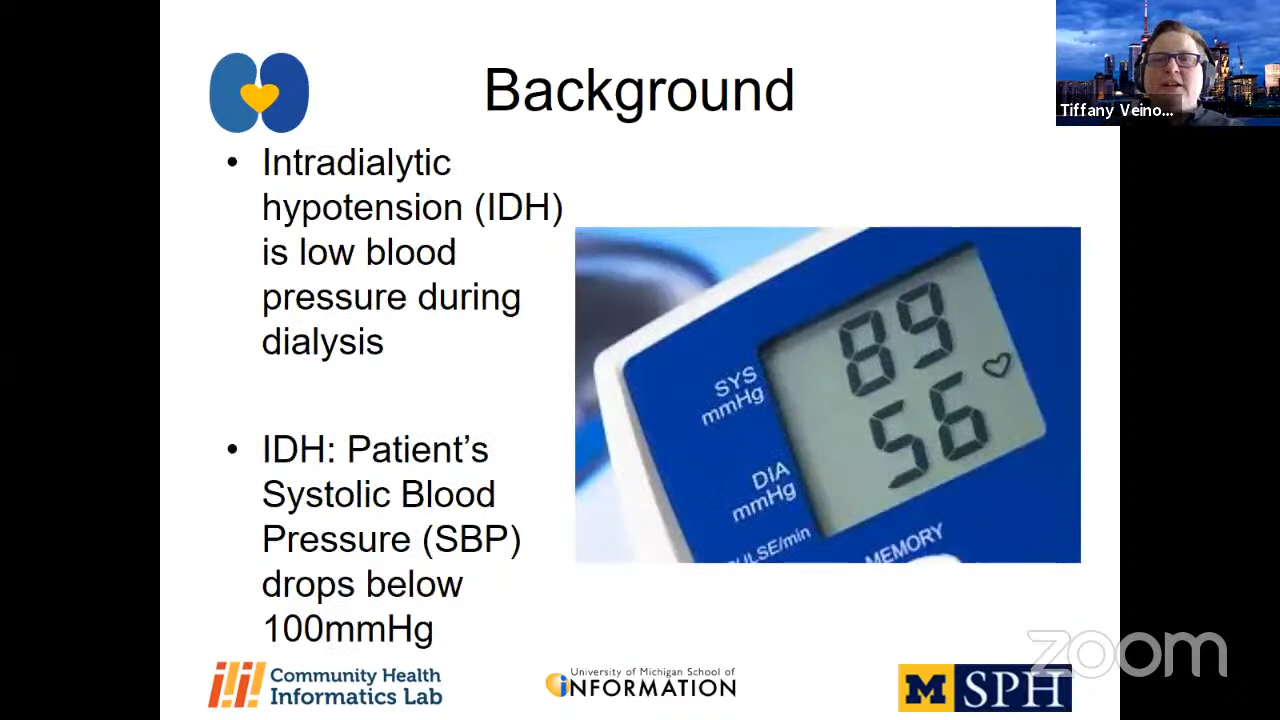 Background
Tiffany Veino...
• Intradialytic
hypotension (IDH)
is low blood
pressure during
dialysis
• IDH: Patient’s
Systolic Blood
Pressure (SBP)
drops below
100mmHg
SYS
mmHg
89
DIA
mmHg
56
PULSE/min
MEMORY
Community Health
Informatics Lab
University of Michigan School of
iNFORMATION
M SPH
zoom